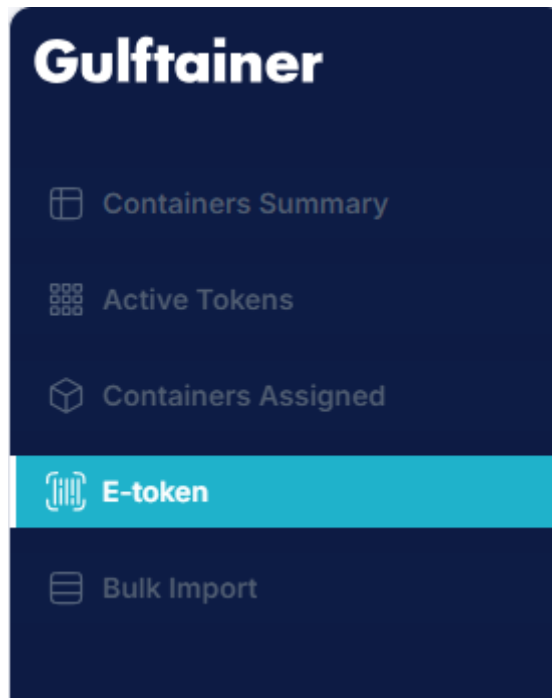 Gulftainer
Containers Summary
Active Tokens
Containers Assigned
E-token
Bulk Import